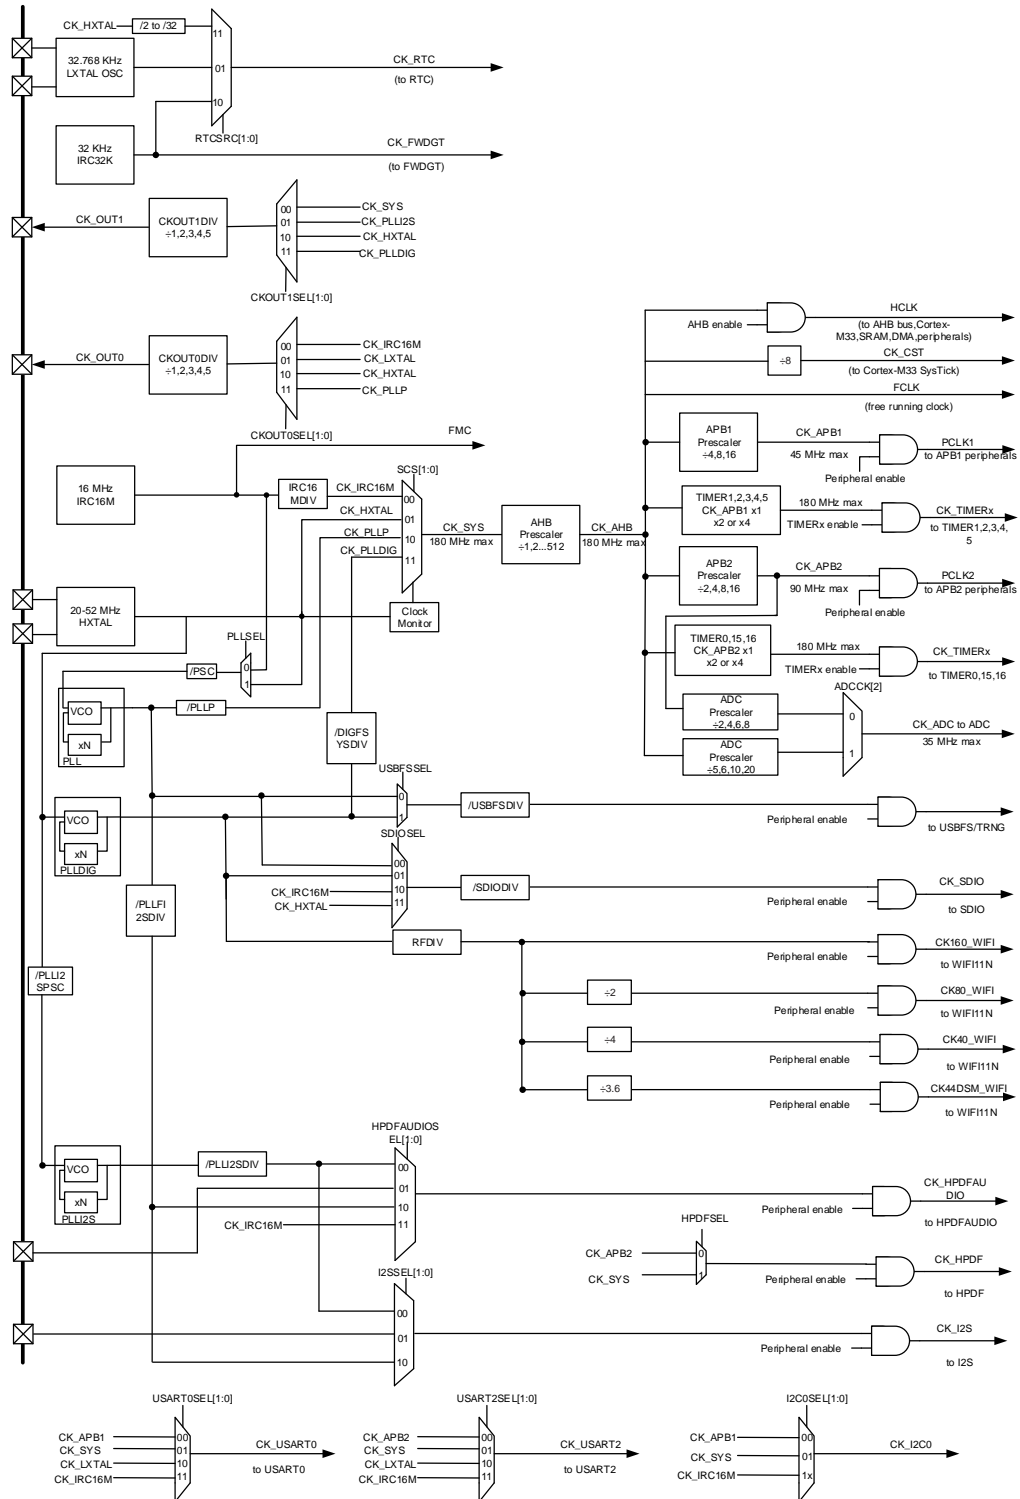 CK_HXTAL
/2 to /32
11
32.768 KHz
LXTAL OSC
01
CK_RTC
(to RTC)
10
RTCSRC[1:0]
32 KHz
IRC32K
CK_FWDGT
(to FWDGT)
CK_OUT1
CKOUT1DIV
÷1,2,3,4,5
00
01
10
11
CK_SYS
CK_PLLI2S
CK_HXTAL
CK_PLLDIG
CKOUT1SEL[1:0]
CK_OUT0
CKOUT0DIV
÷1,2,3,4,5
00
01
10
11
CK_IRC16M
CK_LXTAL
CK_HXTAL
CK_PLLP
CKOUT0SEL[1:0]
FMC
16 MHz
IRC16M
IRC16
MDIV
SCS[1:0]
CK_IRC16M
00
CK_HXTAL
01
CK_PLLP
10
CK_PLLDIG
11
CK_SYS
180 MHz max
AHB
Prescaler
÷1,2...512
CK_AHB
180 MHz max
20-52 MHz
HXTAL
Clock
Monitor
PLLSEL
0
1
/PSC
VCO
xN
PLL
/PLLP
/DIGFS
YSDIV
AHB enable
HCLK
(to AHB bus,Cortex-
M33,SRAM,DMA,peripherals)
÷8
CK_CST
(to Cortex-M33 SysTick)
FCLK
(free running clock)
APB1
Prescaler
÷4,8,16
CK_APB1
45 MHz max
Peripheral enable
PCLK1
to APB1 peripherals
TIMER1,2,3,4,5
CK_APB1 x1
x2 or x4
180 MHz max
TIMERx enable
CK_TIMERx
to TIMER1,2,3,4,
5
APB2
Prescaler
÷2,4,8,16
CK_APB2
90 MHz max
Peripheral enable
PCLK2
to APB2 peripherals
TIMER0,15,16
CK_APB2 x1
x2 or x4
180 MHz max
TIMERx enable
CK_TIMERx
to TIMER0,15,16
ADCCK[2]
ADC
Prescaler
÷2,4,6,8
0
ADC
Prescaler
÷5,6,10,20
1
CK_ADC to ADC
35 MHz max
USBFSSEL
0
1
/USBFSDIV
Peripheral enable
to USBFS/TRNG
VCO
xN
PLLDIG
SDIOSEL
00
01
10
11
CK_IRC16M
CK_HXTAL
/SDIODIV
Peripheral enable
CK_SDIO
to SDIO
/PLLFI
2SDIV
RFDIV
Peripheral enable
CK160_WIFI
to WIFI11N
/PLLI2
SPSC
÷2
Peripheral enable
CK80_WIFI
to WIFI11N
÷4
Peripheral enable
CK40_WIFI
to WIFI11N
÷3.6
Peripheral enable
CK44DSM_WIFI
to WIFI11N
HPDFAUDIOS
EL[1:0]
VCO
xN
PLLI2S
/PLLI2SDIV
00
01
10
11
CK_IRC16M
Peripheral enable
CK_HPDFAU
DIO
to HPDFAUDIO
HPDFSEL
CK_APB2
0
CK_SYS
1
Peripheral enable
CK_HPDF
to HPDF
I2SSEL[1:0]
00
01
10
Peripheral enable
CK_I2S
to I2S
USART0SEL[1:0]
CK_APB1
00
CK_SYS
01
CK_LXTAL
10
CK_IRC16M
11
CK_USART0
to USART0
USART2SEL[1:0]
CK_APB2
00
CK_SYS
01
CK_LXTAL
10
CK_IRC16M
11
CK_USART2
to USART2
I2C0SEL[1:0]
CK_APB1
00
CK_SYS
01
CK_IRC16M
1x
CK_I2C0